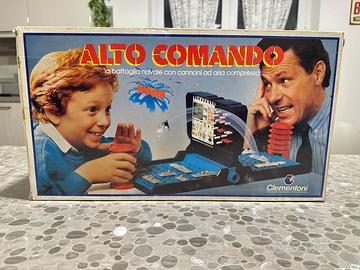 ALTO COMANDO
la battaglia navale con cannoni ad aria compressa
Clementoni